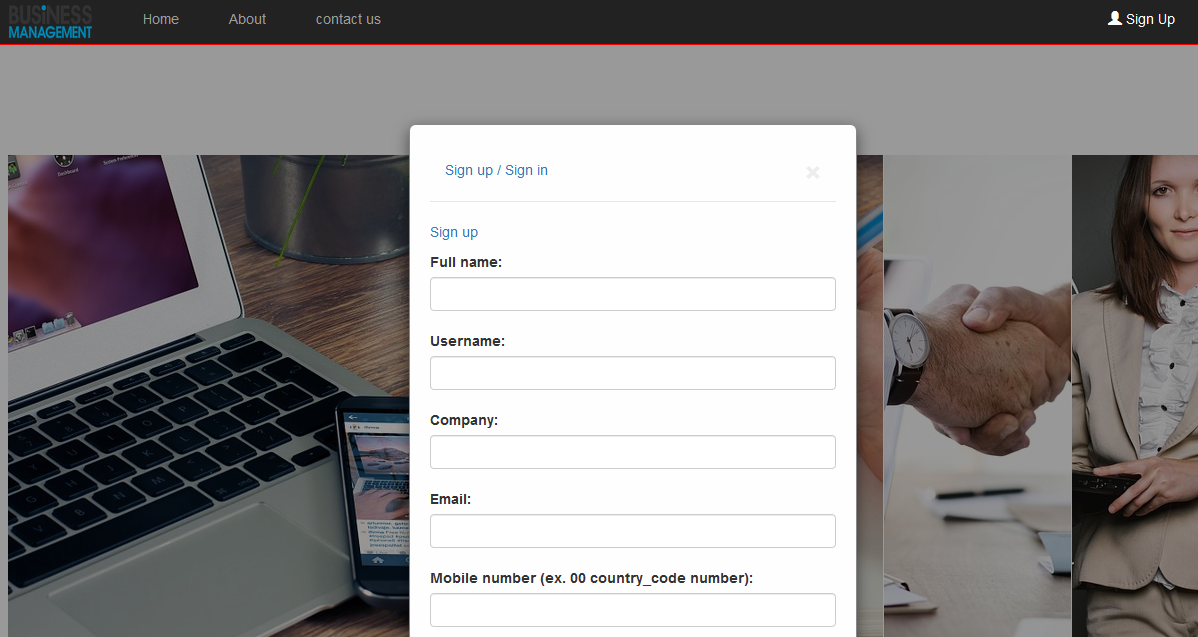 BUSiNESS
MANAGEMENT
Home About contact us Sign Up
Sign up / Sign in ×
Sign up
Full name:
Username:
Company:
Email:
Mobile number (ex. 00 country_code number):